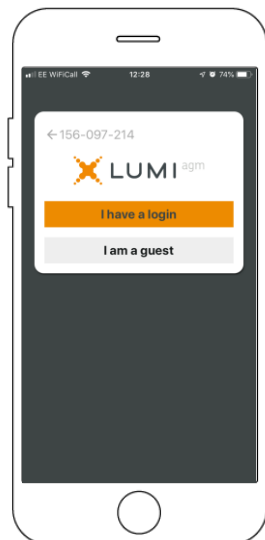 EE WiFiCall 12:28 74%
←156-097-214
LUMI agm
I have a login
I am a guest